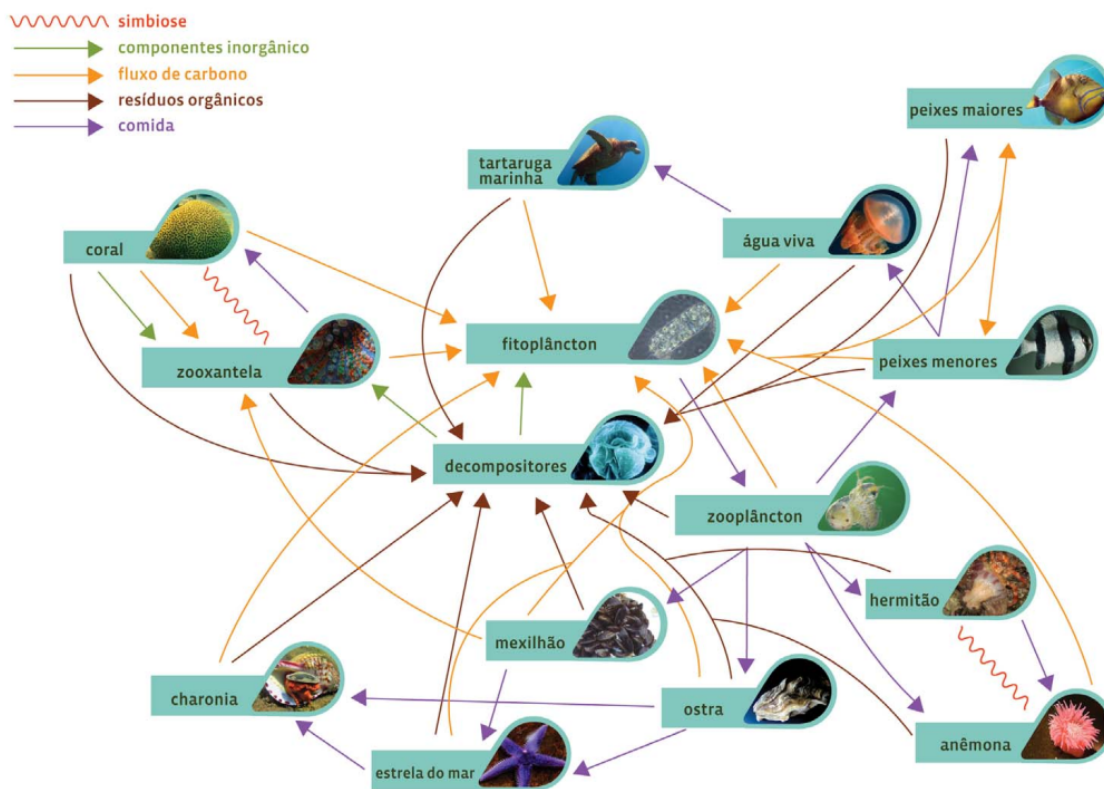 simbiose
componentes inorgânico
fluxo de carbono
resíduos orgânicos
comida
peixes maiores
tartaruga
marinha
água viva
coral
fitoplâncton
peixes menores
zooxantela
decompositores
zooplâncton
hermitão
mexilhão
charonia
ostra
anêmona
estrela do mar